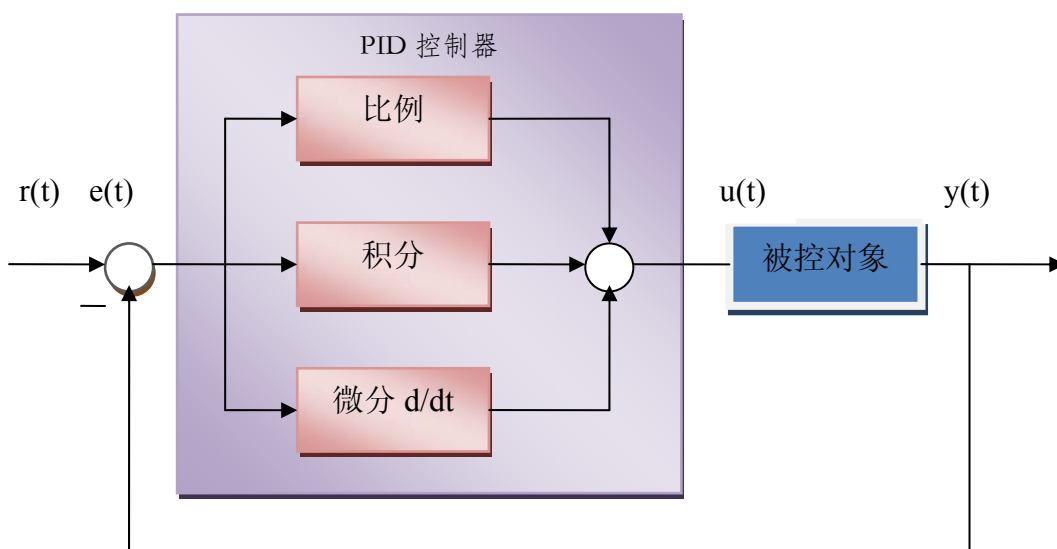 PID 控制器
比例
r(t) e(t)
积分
u(t)
y(t)
被控对象
—
微分 d/dt